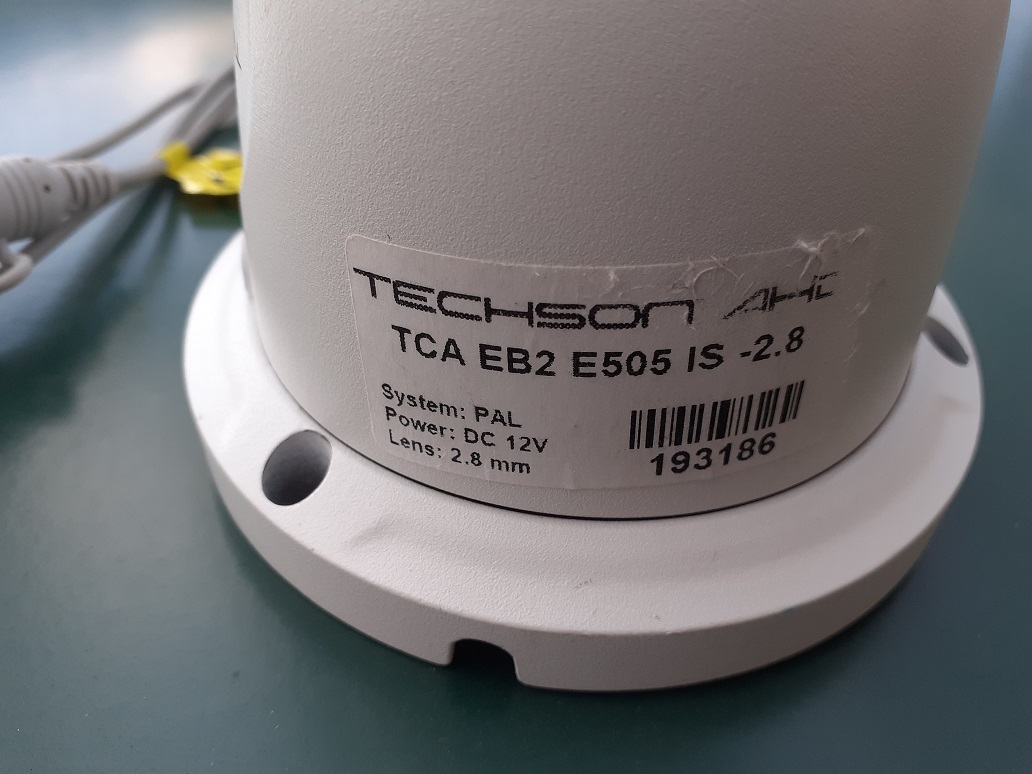 TECHSON AHD
TCA EB2 E505 IS -2.8
System: PAL
Power: DC 12V
Lens: 2.8 mm
193186